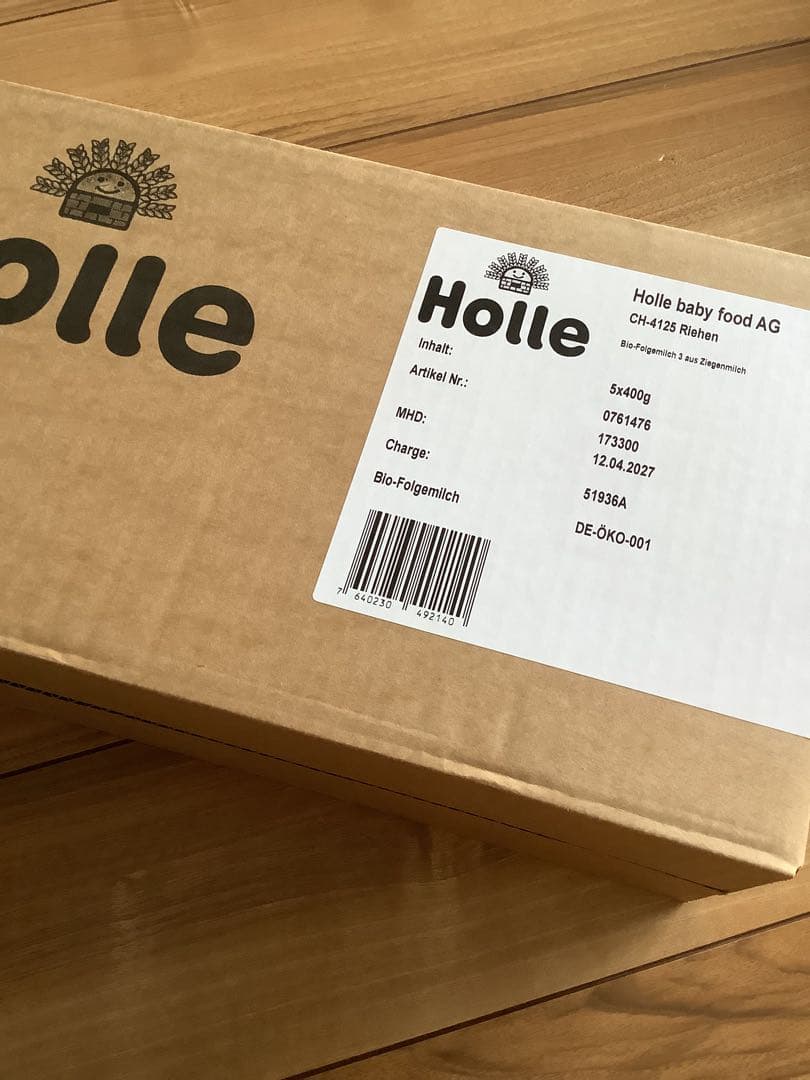 olle
Holle
Holle baby food AG
CH-4125 Riehen
Bio-Folgemilch 3 aus Ziegenmilch
Inhalt:
5x400g
Artikel Nr.:
0761476
173300
MHD:
12.04.2027
Charge:
51936A
Bio-Folgemilch
DE-ÖKO-001
7 640230 492140